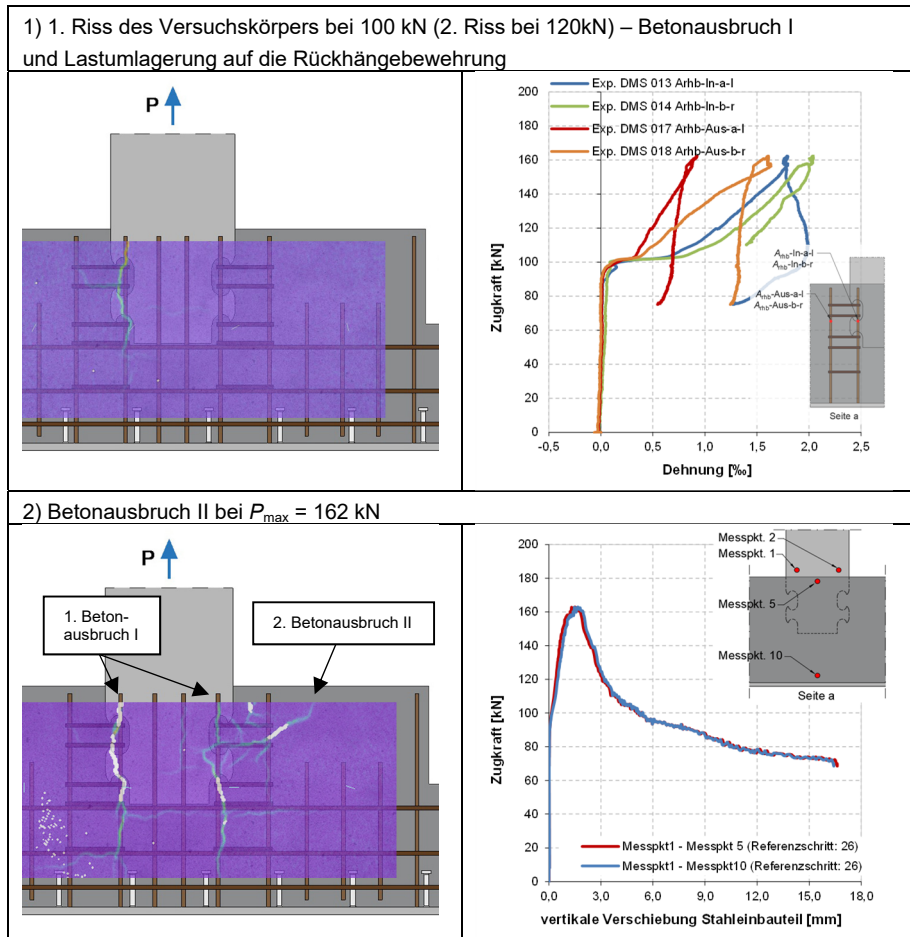 1) 1. Riss des Versuchskörpers bei 100 kN (2. Riss bei 120kN) – Betonausbruch I
und Lastumlagerung auf die Rückhängebewehrung
P
Exp. DMS 013 Arhb-In-a-l
Exp. DMS 014 Arhb-In-b-r
Exp. DMS 017 Arhb-Aus-a-l
Exp. DMS 018 Arhb-Aus-b-r
200
180
160
140
120
100
80
60
40
20
0
Zugkraft [kN]
-0,5 0,0 0,5 1,0 1,5 2,0 2,5
Dehnung [‰]
Arhb-In-a-l
Arhb-In-b-r
Arhb-Aus-a-l
Arhb-Aus-b-r
Seite a
2) Betonausbruch II bei Pmax = 162 kN
P
1. Beton-
ausbruch I
2. Betonausbruch II
200
180
160
140
120
100
80
60
40
20
0
Zugkraft [kN]
Messpkt. 2
Messpkt. 1
Messpkt. 5
Messpkt. 10
Seite a
Messpkt1 - Messpkt 5 (Referenzschritt: 26)
Messpkt1 - Messpkt10 (Referenzschritt: 26)
0,0 3,0 6,0 9,0 12,0 15,0 18,0
vertikale Verschiebung Stahleinbauteil [mm]